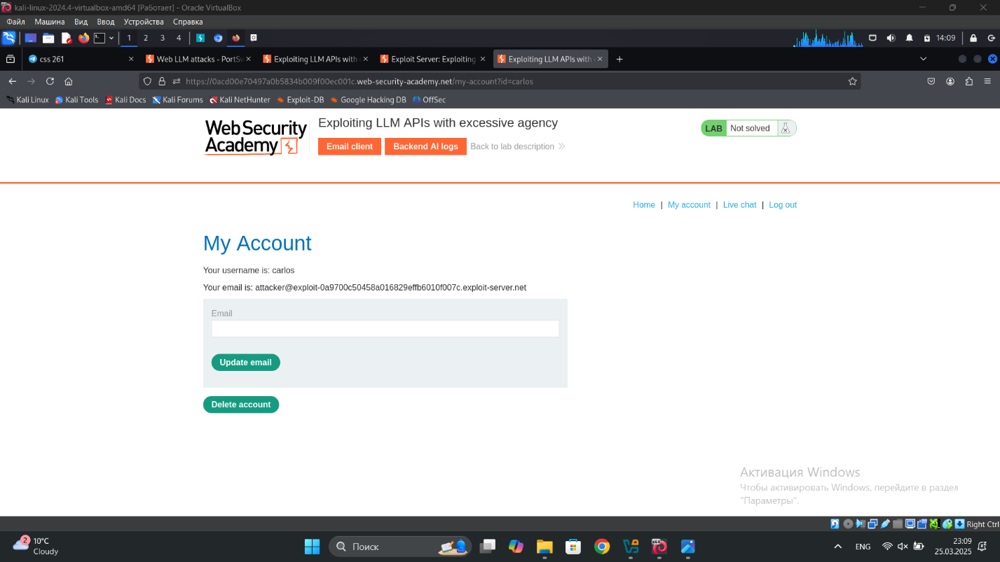 kali-linux-2024.4-virtualbox-amd64 [Работает] - Oracle VirtualBox
Файл Машина Вид Ввод Устройства Справка
1 2 3 4 14:09
css 261 Web LLM attacks - PortSw Exploiting LLM APIs with e Exploit Server: Exploiting Exploiting LLM APIs with e
https://0acd00e70497a0b5834b009f00ec001c.web-security-academy.net/my-account?id=carlos
Kali Linux Kali Tools Kali Docs Kali Forums Kali NetHunter Exploit-DB Google Hacking DB OffSec
Web Security
Academy
Exploiting LLM APIs with excessive agency
Email client Backend AI logs Back to lab description
LAB Not solved
Home | My account | Live chat | Log out
My Account
Your username is: carlos
Your email is: attacker@exploit-0a9700c50458a016829effb6010f007c.exploit-server.net
Email
Update email
Delete account
Активация Windows
Чтобы активировать Windows, перейдите в раздел
"Параметры".
Right Ctrl
2
10°C
Cloudy
Поиск
ENG
23:09
25.03.2025